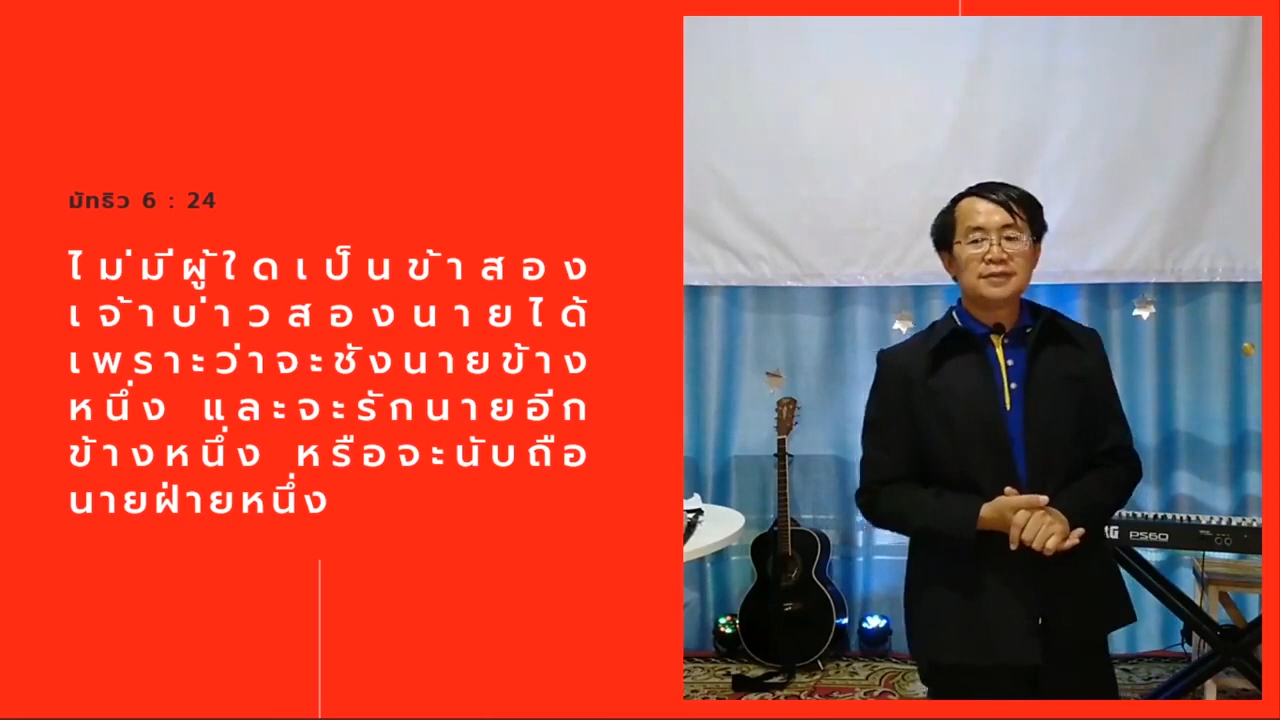 มัทธิว 6 : 24
ไม่มีผู้ใดเป็นข้าสอง
เจ้าบ่าวสองนายได้
เพราะว่าจะชังนายข้าง
หนึ่ง และจะรักนายอีก
ข้างหนึ่ง หรือจะนับถือ
นายฝ่ายหนึ่ง
PS60